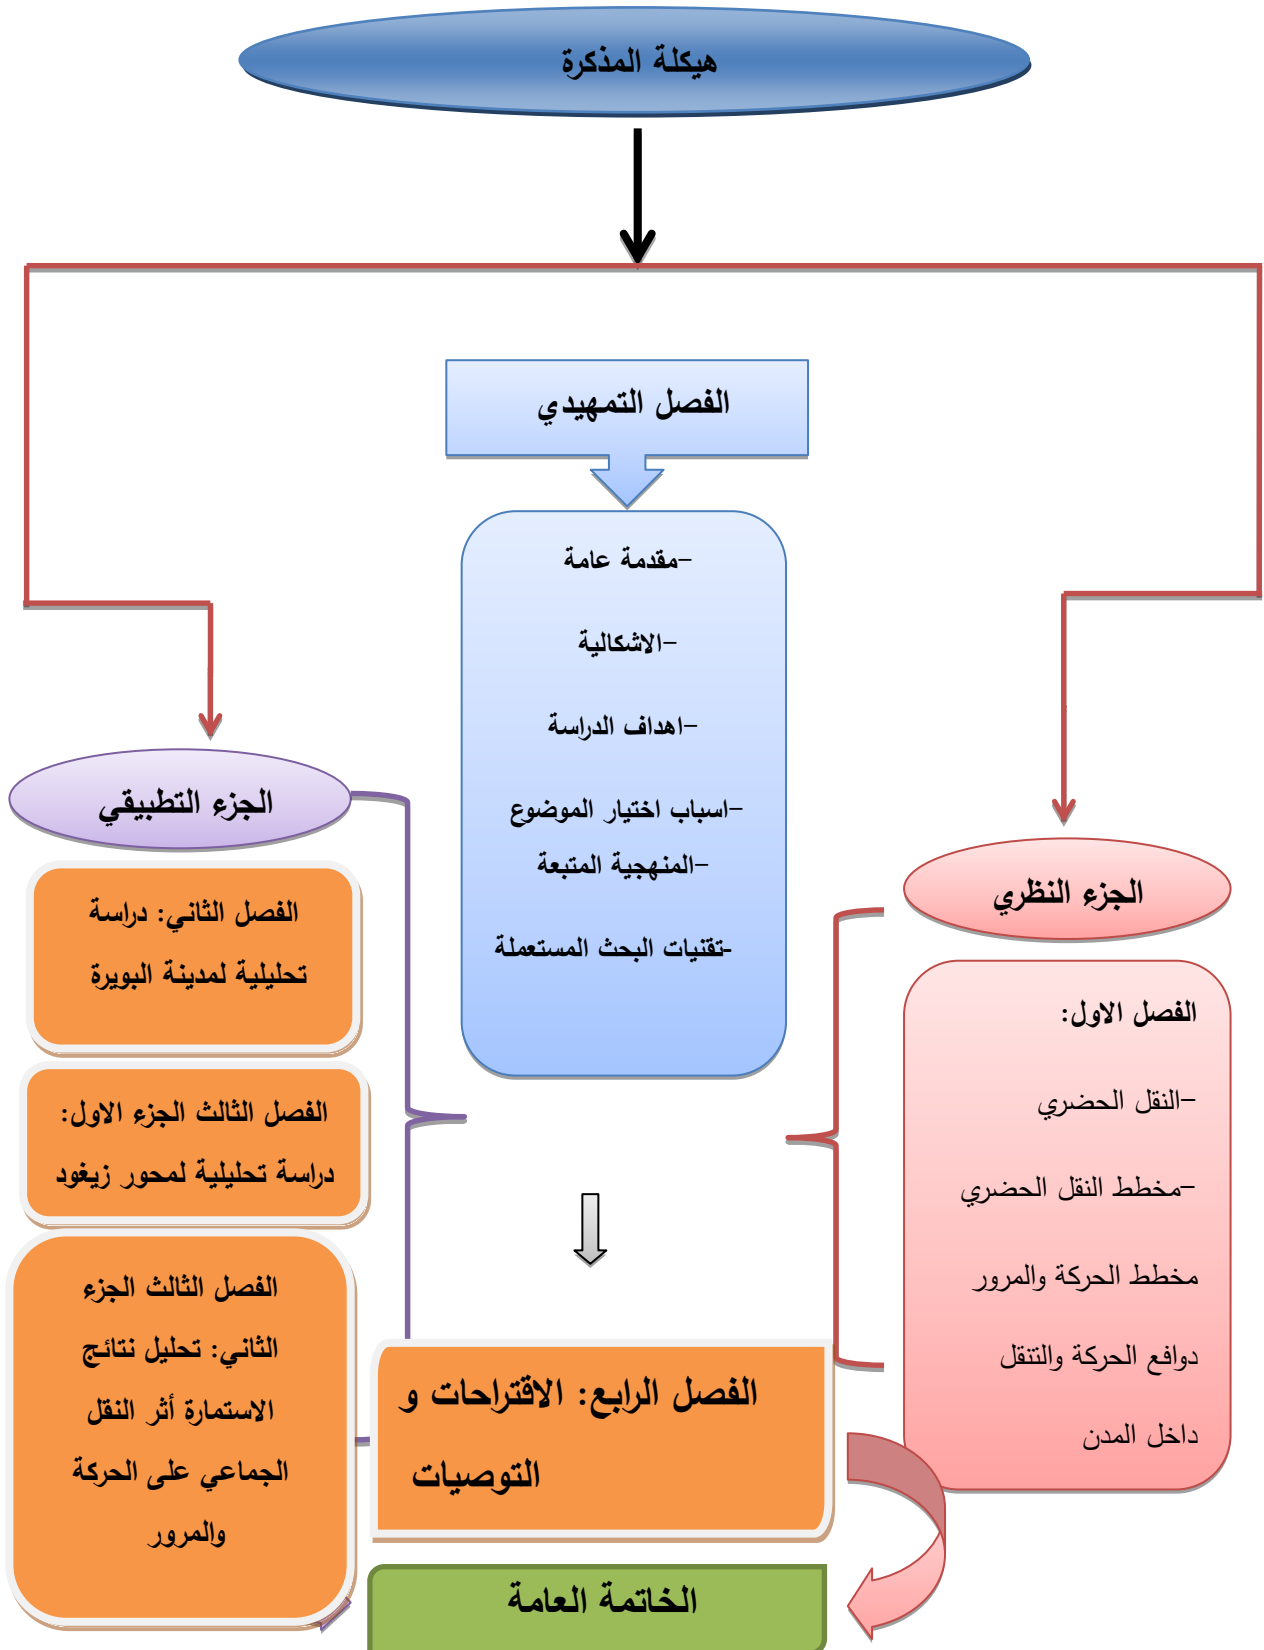 هيكلة المذكرة
الفصل التمهيدي
-مقدمة عامة
-الاشكالية
-اهداف الدراسة
-اسباب اختيار الموضوع
-المنهجية المتبعة
-تقنيات البحث المستعملة
الجزء النظري
الفصل الاول:
-النقل الحضري
-مخطط النقل الحضري
مخطط الحركة والمرور
دوافع الحركة والتنقل
داخل المدن
الجزء التطبيقي
الفصل الثاني: دراسة
تحليلية لمدينة البويرة
الفصل الثالث الجزء الاول:
دراسة تحليلية لمحور زيغود
الفصل الثالث الجزء
الثاني: تحليل نتائج
الاستمارة أثر النقل
الجماعي على الحركة
والمرور
الفصل الرابع: الاقتراحات و
التوصيات
الخاتمة العامة